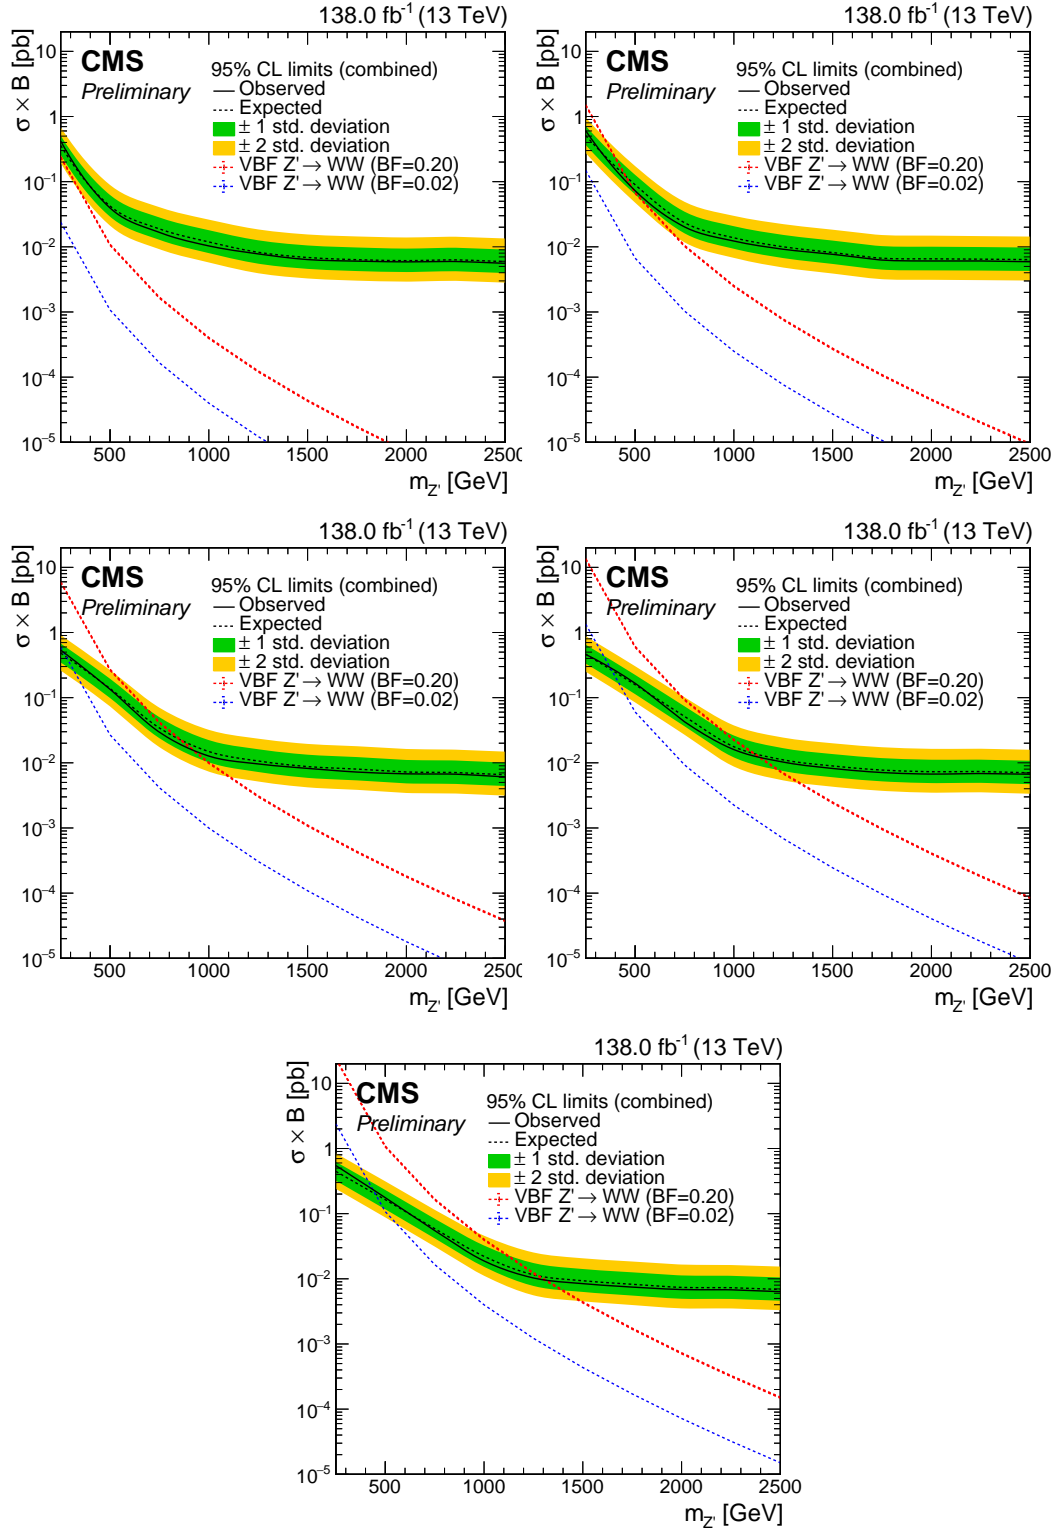 138.0 fb⁻¹ (13 TeV)
σ × B [pb]
CMS
Preliminary
95% CL limits (combined)
Observed
Expected
± 1 std. deviation
± 2 std. deviation
VBF Z' → WW (BF=0.20)
VBF Z' → WW (BF=0.02)
10
1
10⁻¹
10⁻²
10⁻³
10⁻⁴
10⁻⁵
500 1000 1500 2000 2500
m_Z' [GeV]
138.0 fb⁻¹ (13 TeV)
σ × B [pb]
CMS
Preliminary
95% CL limits (combined)
Observed
Expected
± 1 std. deviation
± 2 std. deviation
VBF Z' → WW (BF=0.20)
VBF Z' → WW (BF=0.02)
10
1
10⁻¹
10⁻²
10⁻³
10⁻⁴
10⁻⁵
500 1000 1500 2000 2500
m_Z' [GeV]
138.0 fb⁻¹ (13 TeV)
σ × B [pb]
CMS
Preliminary
95% CL limits (combined)
Observed
Expected
± 1 std. deviation
± 2 std. deviation
VBF Z' → WW (BF=0.20)
VBF Z' → WW (BF=0.02)
10
1
10⁻¹
10⁻²
10⁻³
10⁻⁴
10⁻⁵
500 1000 1500 2000 2500
m_Z' [GeV]
138.0 fb⁻¹ (13 TeV)
σ × B [pb]
CMS
Preliminary
95% CL limits (combined)
Observed
Expected
± 1 std. deviation
± 2 std. deviation
VBF Z' → WW (BF=0.20)
VBF Z' → WW (BF=0.02)
10
1
10⁻¹
10⁻²
10⁻³
10⁻⁴
10⁻⁵
500 1000 1500 2000 2500
m_Z' [GeV]
138.0 fb⁻¹ (13 TeV)
σ × B [pb]
CMS
Preliminary
95% CL limits (combined)
Observed
Expected
± 1 std. deviation
± 2 std. deviation
VBF Z' → WW (BF=0.20)
VBF Z' → WW (BF=0.02)
10
1
10⁻¹
10⁻²
10⁻³
10⁻⁴
10⁻⁵
500 1000 1500 2000 2500
m_Z' [GeV]